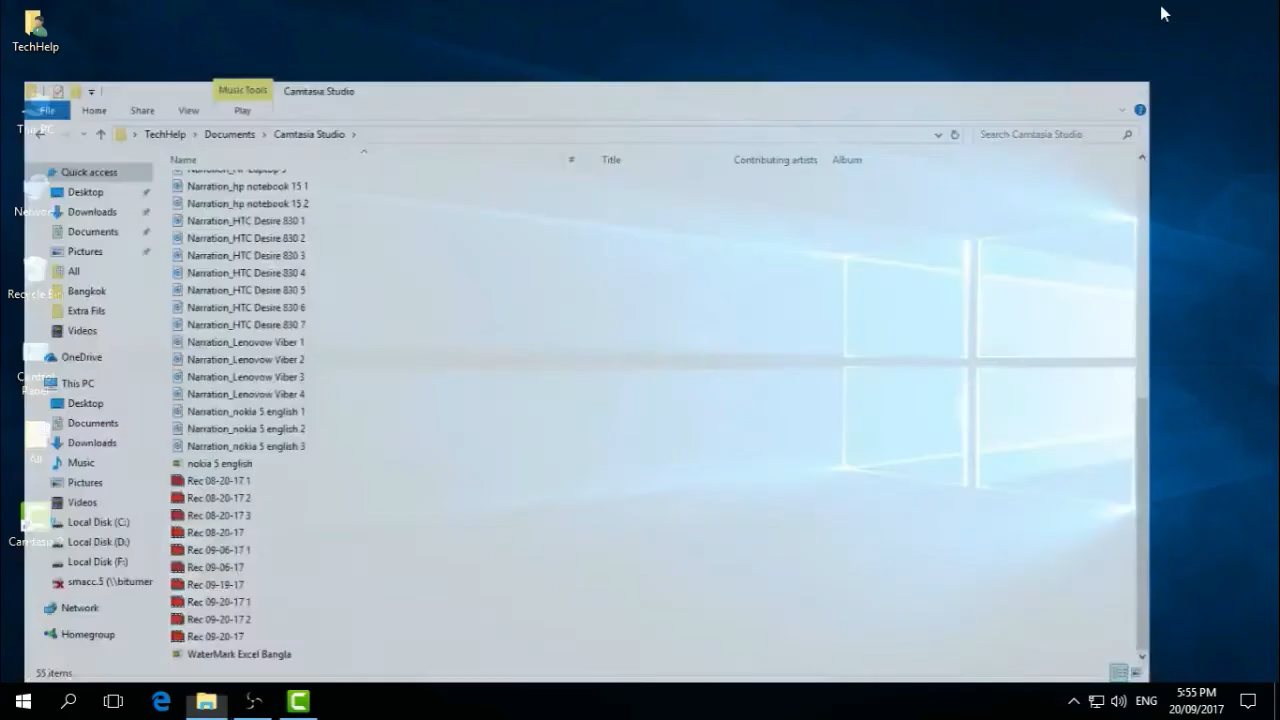 TechHelp
Music Tools
Camtasia Studio
File
Home
Share
View
Play
TechHelp > Documents > Camtasia Studio >
Search Camtasia Studio
Name
#
Title
Contributing artists
Album
Quick access
Desktop
Downloads
Documents
Pictures
All
Bangkok
Extra Fils
Videos
OneDrive
This PC
Desktop
Documents
Downloads
Music
Pictures
Videos
Local Disk (C:)
Local Disk (D:)
Local Disk (F:)
smacc.5 (\\bitumer
Network
Homegroup
Narration_hp notebook 15 1
Narration_hp notebook 15 2
Narration_HTC Desire 830 1
Narration_HTC Desire 830 2
Narration_HTC Desire 830 3
Narration_HTC Desire 830 4
Narration_HTC Desire 830 5
Narration_HTC Desire 830 6
Narration_HTC Desire 830 7
Narration_Lenovow Viber 1
Narration_Lenovow Viber 2
Narration_Lenovow Viber 3
Narration_Lenovow Viber 4
Narration_nokia 5 english 1
Narration_nokia 5 english 2
Narration_nokia 5 english 3
nokia 5 english
Rec 08-20-17 1
Rec 08-20-17 2
Rec 08-20-17 3
Rec 08-20-17
Rec 09-06-17 1
Rec 09-06-17
Rec 09-19-17
Rec 09-20-17 1
Rec 09-20-17 2
Rec 09-20-17
WaterMark Excel Bangla
55 items
ENG
5:55 PM
20/09/2017